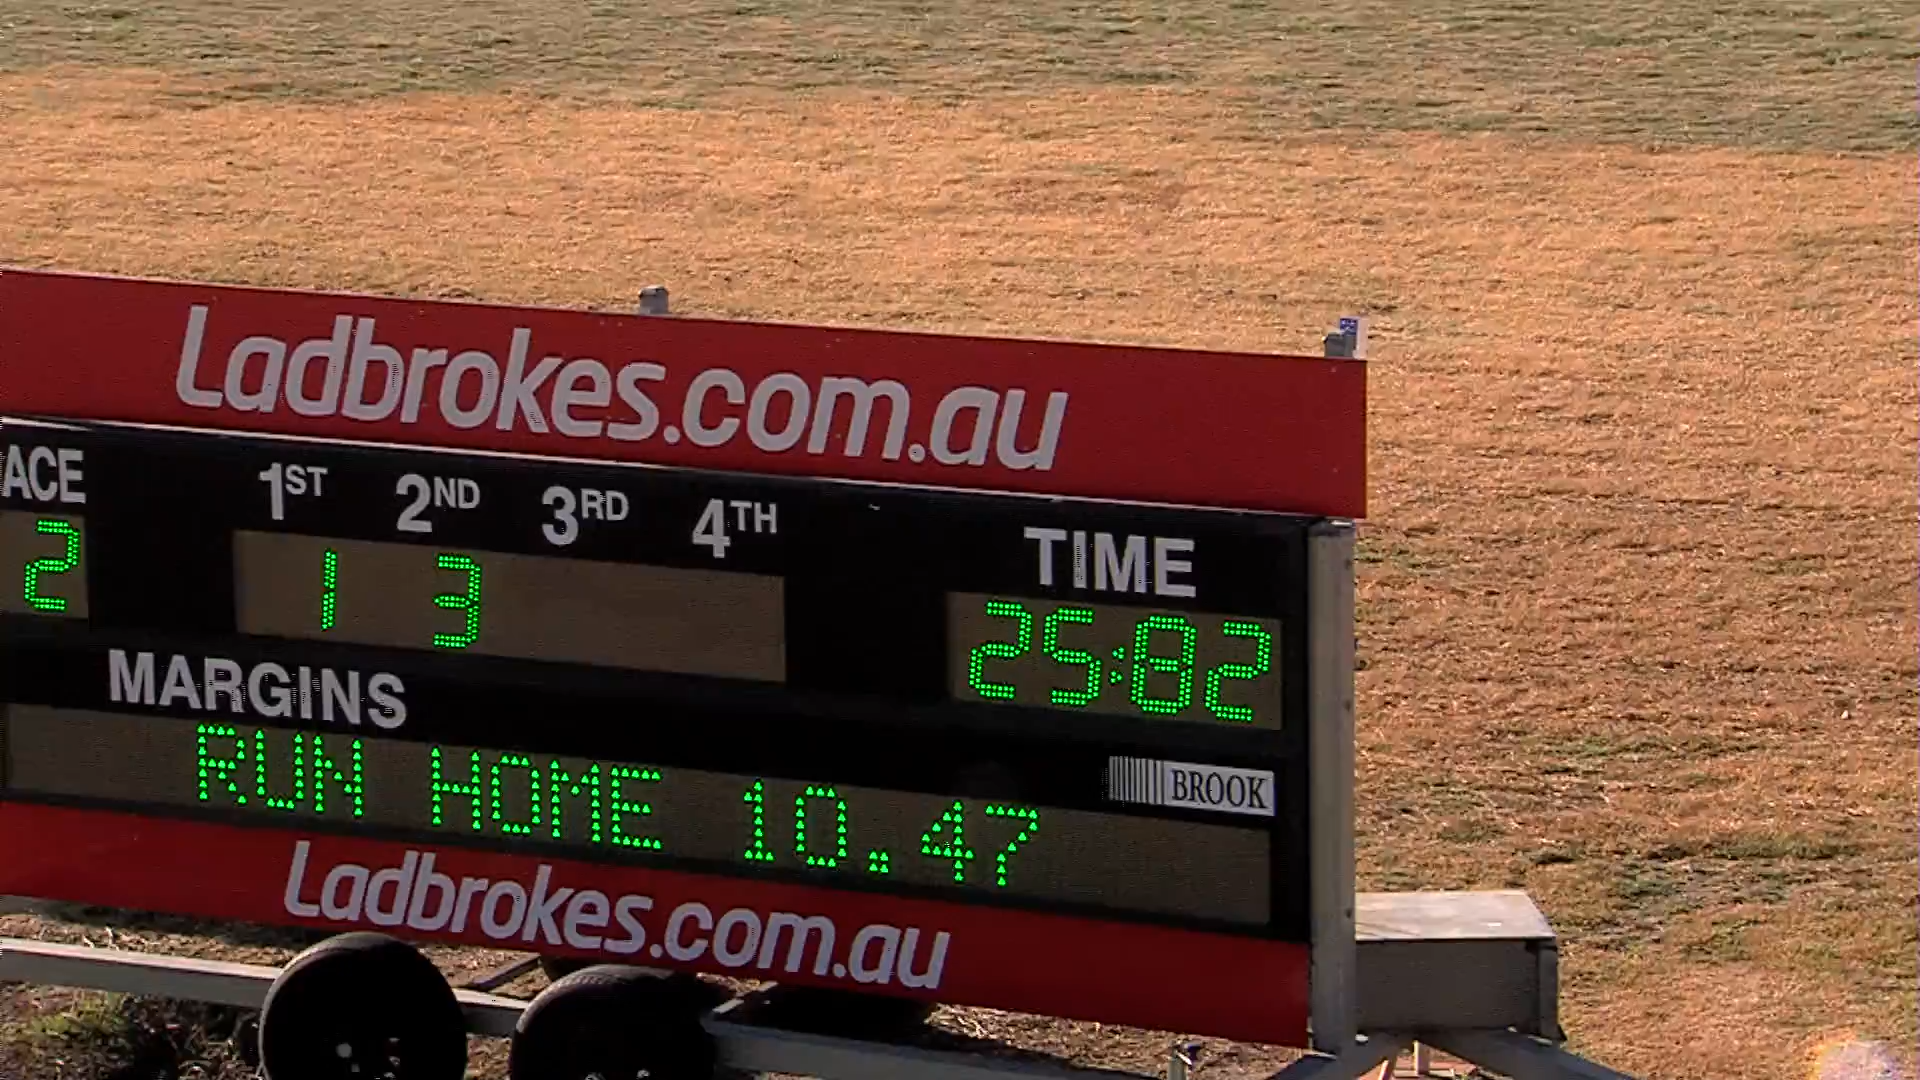 Ladbrokes.com.au
ACE 1ST 2ND 3RD 4TH TIME
2 1 3 25:82
MARGINS
BROOK
RUN HOME 10.47
Ladbrokes.com.au